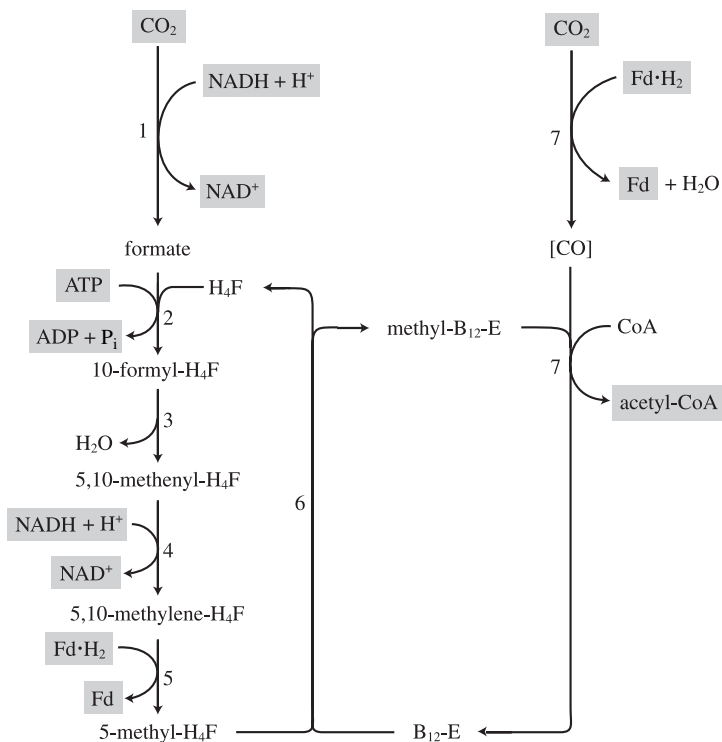 CO₂
NADH + H⁺
1
NAD⁺
formate
ATP
H₄F
2
ADP + Pᵢ
10-formyl-H₄F
3
H₂O
5,10-methenyl-H₄F
NADH + H⁺
4
NAD⁺
5,10-methylene-H₄F
Fd·H₂
5
Fd
5-methyl-H₄F
6
CO₂
Fd·H₂
7
Fd + H₂O
[CO]
methyl-B₁₂-E
CoA
7
acetyl-CoA
B₁₂-E